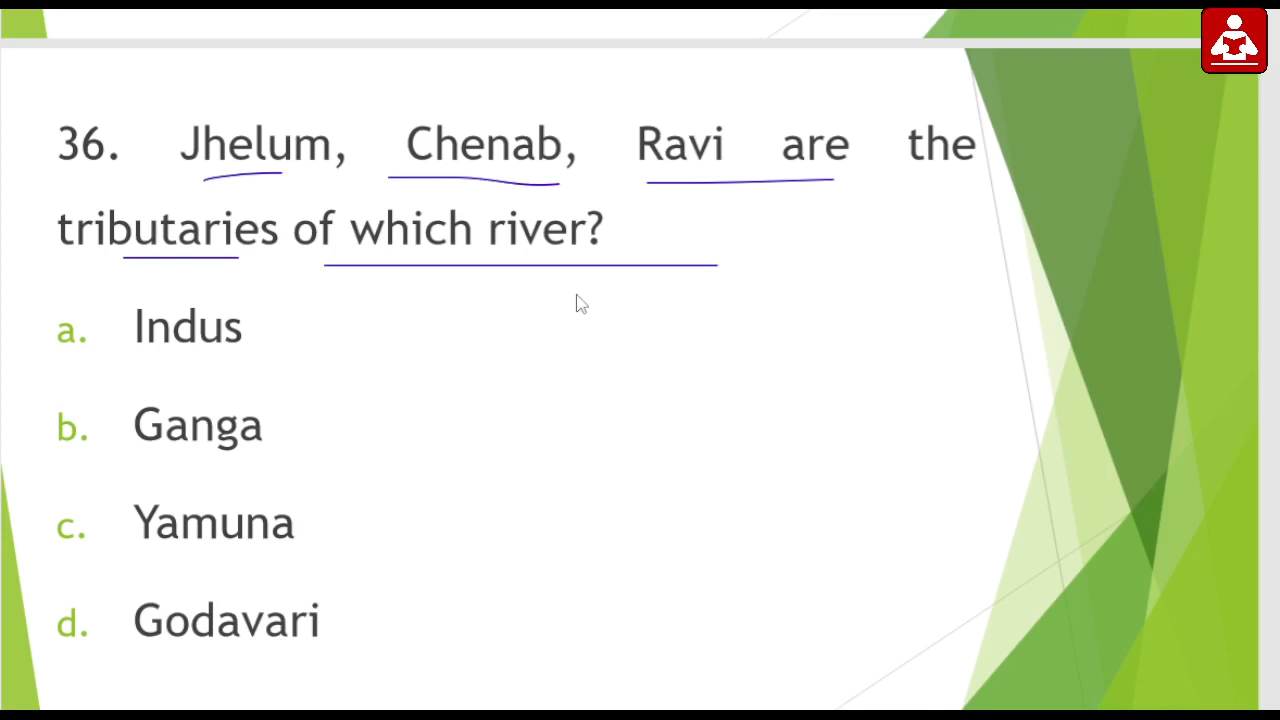 36. Jhelum, Chenab, Ravi are the
tributaries of which river?
a. Indus
b. Ganga
c. Yamuna
d. Godavari